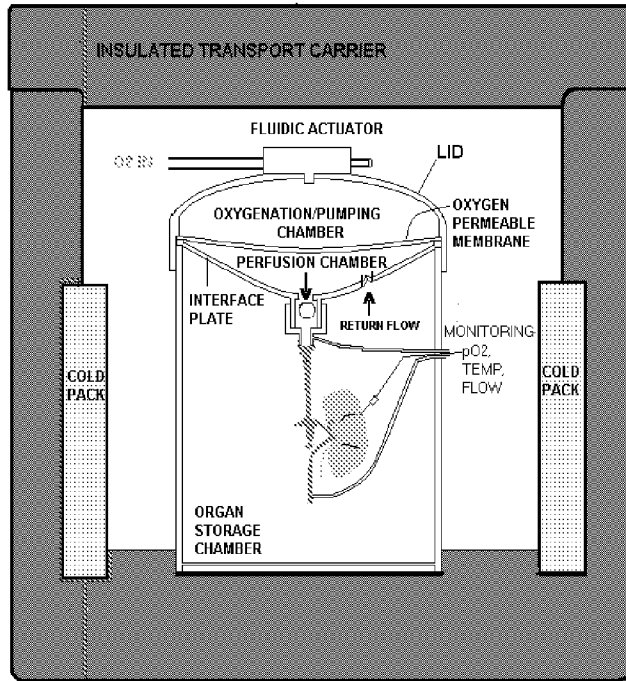 INSULATED TRANSPORT CARRIER
FLUIDIC ACTUATOR
LID
OXYGENATION/PUMPING
CHAMBER
OXYGEN
PERMEABLE
MEMBRANE
PERFUSION CHAMBER
INTERFACE
PLATE
RETURN FLOW
MONITORING
pO2,
TEMP,
FLOW
COLD
PACK
COLD
PACK
ORGAN
STORAGE
CHAMBER